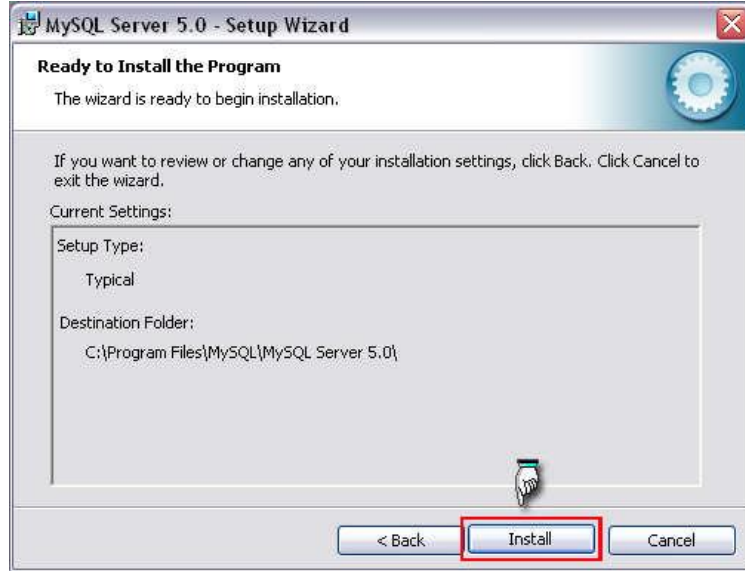 MySQL Server 5.0 - Setup Wizard
Ready to Install the Program
The wizard is ready to begin installation.
If you want to review or change any of your installation settings, click Back. Click Cancel to
exit the wizard.
Current Settings:
Setup Type:
Typical
Destination Folder:
C:\Program Files\MySQL\MySQL Server 5.0\
< Back
Install
Cancel